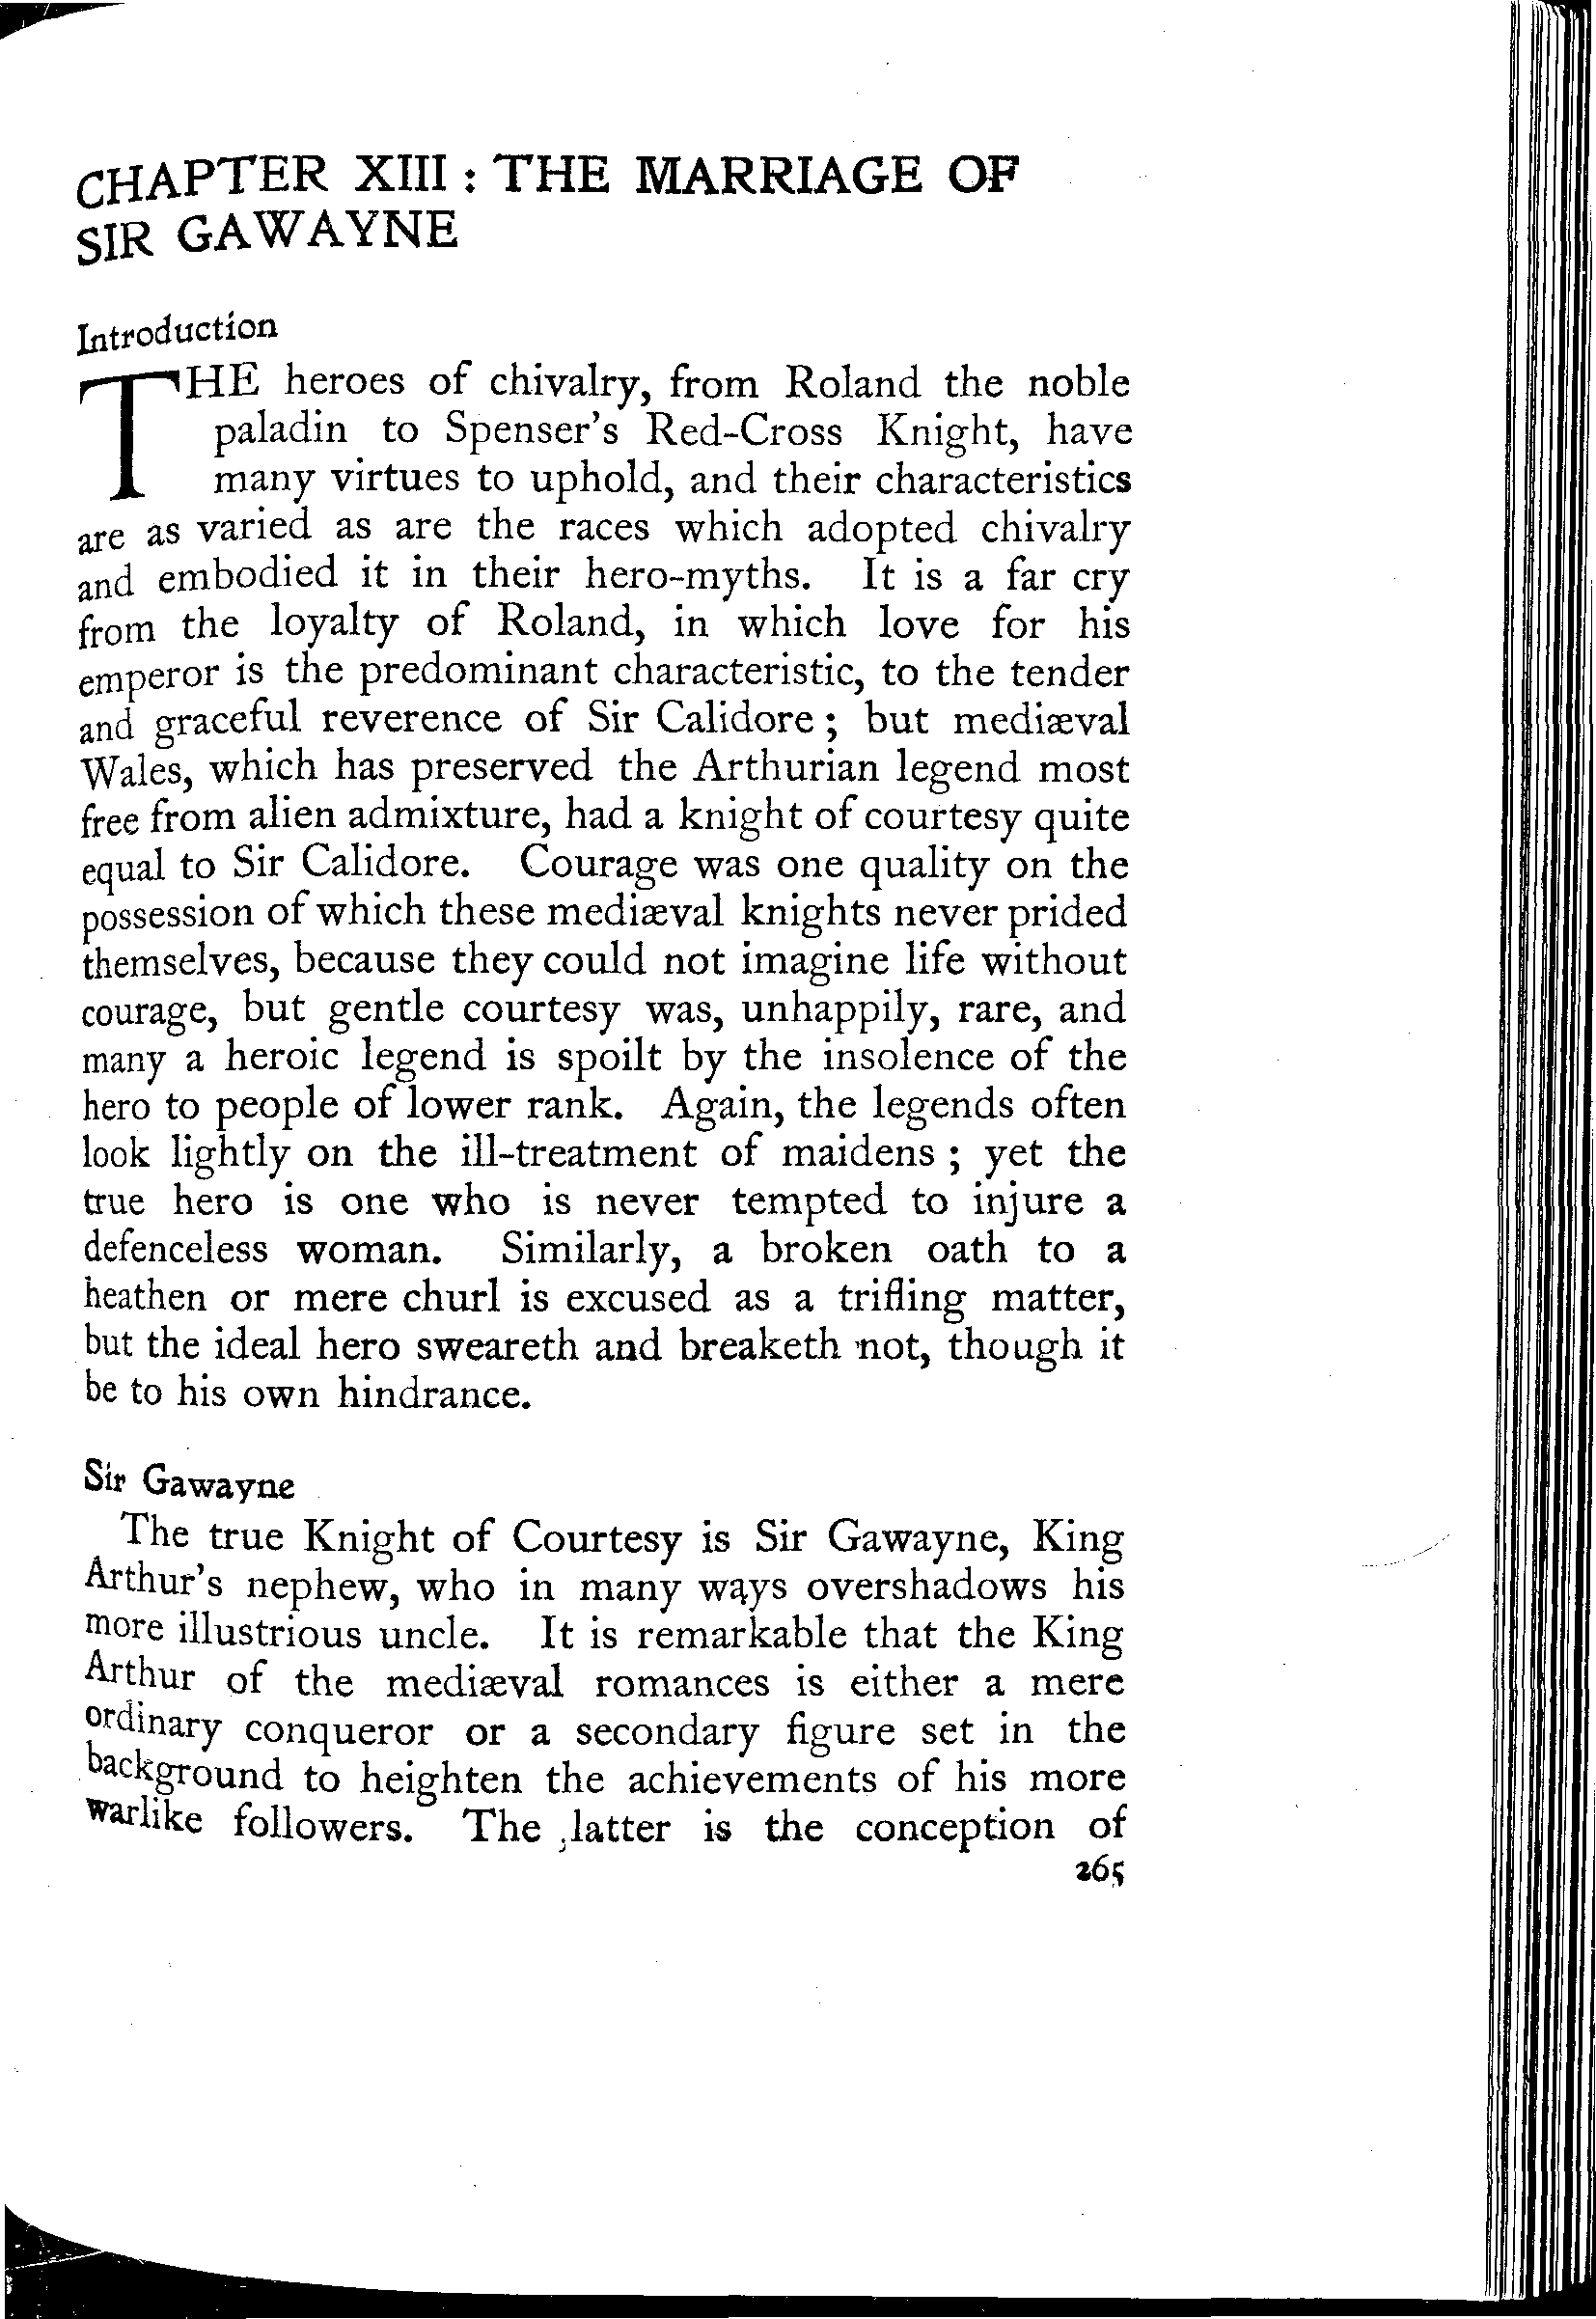 CHAPTER XIII : THE MARRIAGE OF
SIR GAWAYNE
Introduction
THE heroes of chivalry, from Roland the noble
paladin to Spenser's Red-Cross Knight, have
many virtues to uphold, and their characteristics
are as varied as are the races which adopted chivalry
and embodied it in their hero-myths. It is a far cry
from the loyalty of Roland, in which love for his
emperor is the predominant characteristic, to the tender
and graceful reverence of Sir Calidore ; but mediæval
Wales, which has preserved the Arthurian legend most
free from alien admixture, had a knight of courtesy quite
equal to Sir Calidore. Courage was one quality on the
possession of which these mediæval knights never prided
themselves, because they could not imagine life without
courage, but gentle courtesy was, unhappily, rare, and
many a heroic legend is spoilt by the insolence of the
hero to people of lower rank. Again, the legends often
look lightly on the ill-treatment of maidens ; yet the
true hero is one who is never tempted to injure a
defenceless woman. Similarly, a broken oath to a
heathen or mere churl is excused as a trifling matter,
but the ideal hero sweareth and breaketh not, though it
be to his own hindrance.
Sir Gawayne
The true Knight of Courtesy is Sir Gawayne, King
Arthur's nephew, who in many ways overshadows his
more illustrious uncle. It is remarkable that the King
Arthur of the mediæval romances is either a mere
ordinary conqueror or a secondary figure set in the
background to heighten the achievements of his more
warlike followers. The latter is the conception of
265